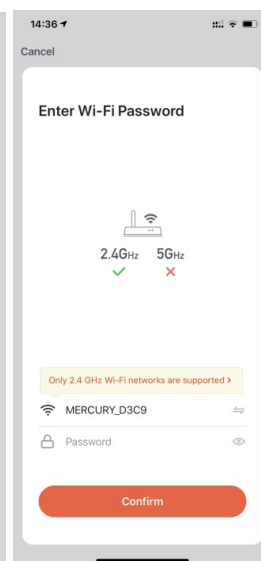 14:36
Cancel
Enter Wi-Fi Password
2.4GHz 5GHz
Only 2.4 GHz Wi-Fi networks are supported >
MERCURY_D3C9
Password
Confirm